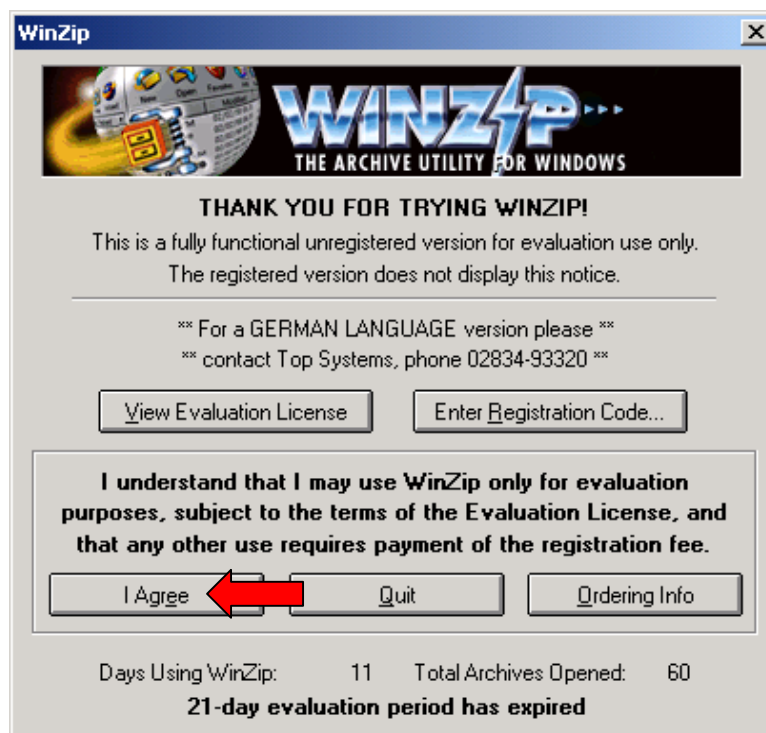 WinZip
WINZIP
THE ARCHIVE UTILITY FOR WINDOWS
THANK YOU FOR TRYING WINZIP!
This is a fully functional unregistered version for evaluation use only.
The registered version does not display this notice.
** For a GERMAN LANGUAGE version please **
** contact Top Systems, phone 02834-93320 **
View Evaluation License Enter Registration Code...
I understand that I may use WinZip only for evaluation
purposes, subject to the terms of the Evaluation License, and
that any other use requires payment of the registration fee.
I Agree Quit Ordering Info
Days Using WinZip: 11 Total Archives Opened: 60
21-day evaluation period has expired